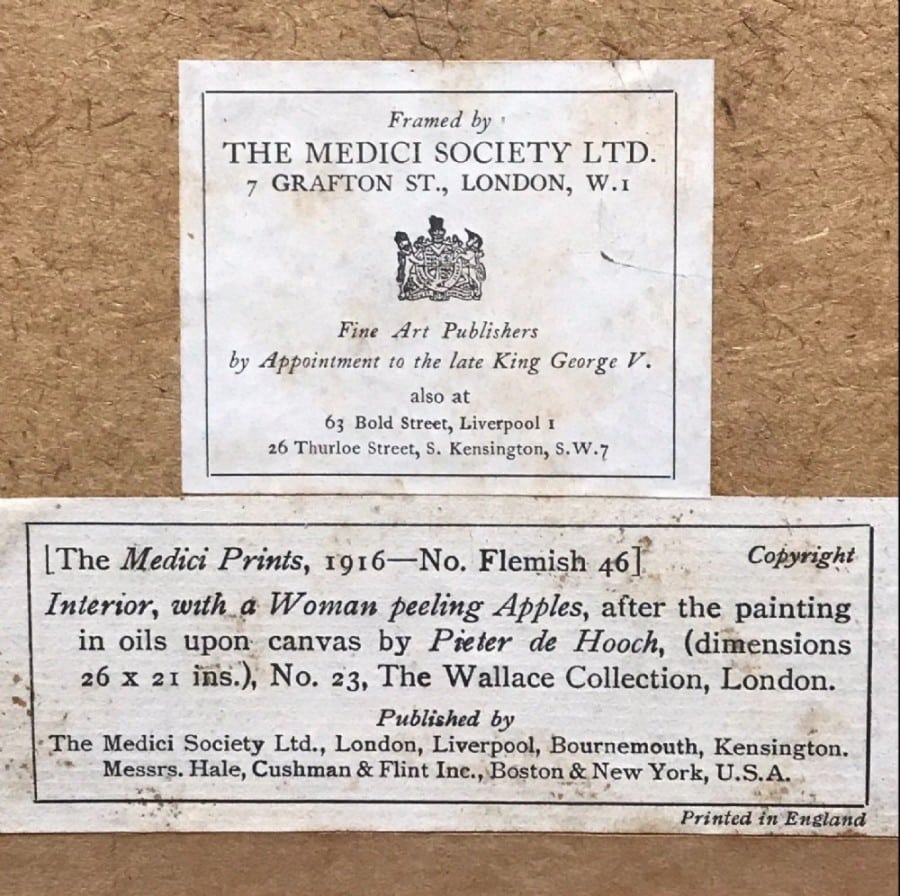 Framed by
THE MEDICI SOCIETY LTD.
7 GRAFTON ST., LONDON, W.1
Fine Art Publishers
by Appointment to the late King George V.
also at
63 Bold Street, Liverpool 1
26 Thurloe Street, S. Kensington, S.W.7
[The Medici Prints, 1916—No. Flemish 46]
Copyright
Interior, with a Woman peeling Apples, after the painting
in oils upon canvas by Pieter de Hooch, (dimensions
26 x 21 ins.), No. 23, The Wallace Collection, London.
Published by
The Medici Society Ltd., London, Liverpool, Bournemouth, Kensington.
Messrs. Hale, Cushman & Flint Inc., Boston & New York, U.S.A.
Printed in England